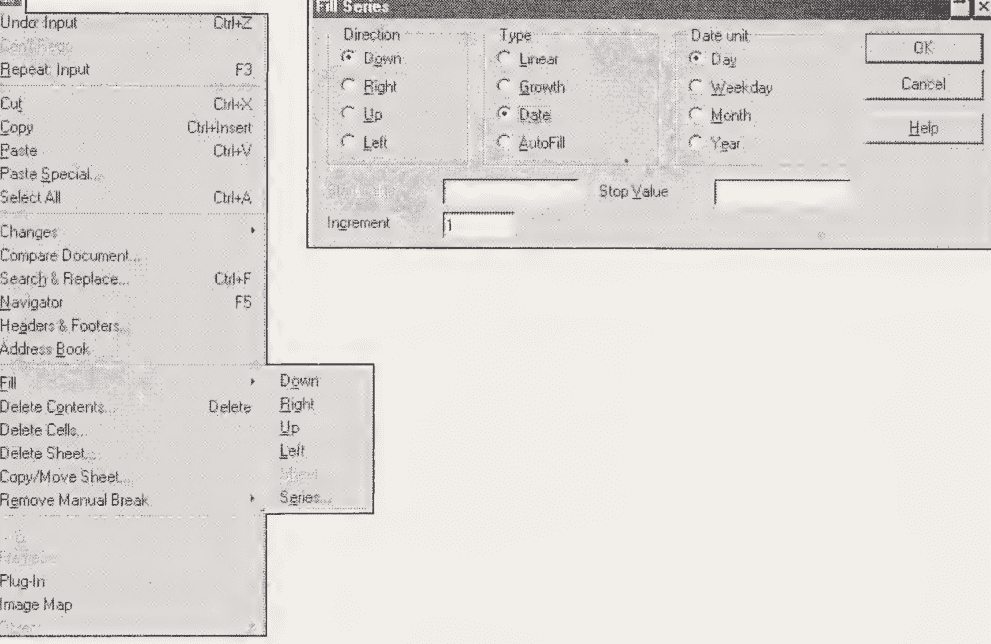 Undo: Input Ctrl+Z
Repeat: Input F3
Cut Ctrl+X
Copy Ctrl+Insert
Paste Ctrl+V
Paste Special...
Select All Ctrl+A
Changes
Compare Document...
Search & Replace... Ctrl+F
Navigator F5
Headers & Footers...
Address Book
Fill
Delete Contents... Delete
Delete Cells...
Delete Sheet...
Copy/Move Sheet...
Remove Manual Break
Plug-In
Image Map
Down
Right
Up
Left
Series...
Fill Series
Direction
Down
Right
Up
Left
Type
Linear
Growth
Date
AutoFill
Date unit
Day
Weekday
Month
Year
OK
Cancel
Help
Stop Value
Increment
1